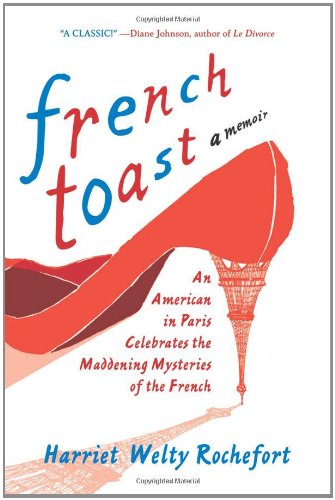 "A CLASSIC!"—Diane Johnson, author of Le Divorce
french
toast
a memoir
An
American
in Paris
Celebrates the
Maddening Mysteries
of the French
Harriet Welty Rochefort